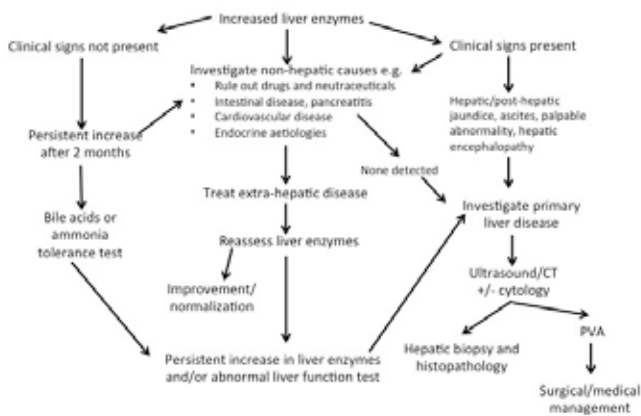 Increased liver enzymes
Clinical signs not present
Clinical signs present
Investigate non-hepatic causes e.g.
• Rule out drugs and neutraceuticals
• Intestinal disease, pancreatitis
• Cardiovascular disease
• Endocrine aetiologies
Hepatic/post-hepatic
jaundice, ascites, palpable
abnormality, hepatic
encephalopathy
Persistent increase
after 2 months
None detected
Treat extra-hepatic disease
Investigate primary
liver disease
Bile acids or
ammonia
tolerance test
Reassess liver enzymes
Ultrasound/CT
+/- cytology
Improvement/
normalization
PVA
Persistent increase in liver enzymes
and/or abnormal liver function test
Hepatic biopsy and
histopathology
Surgical/medical
management